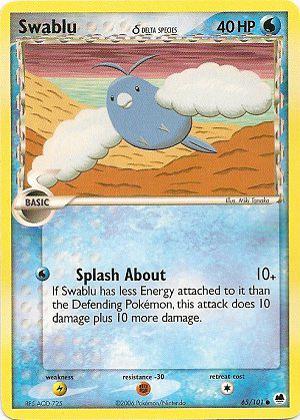 Swablu δ DELTA SPECIES 40 HP
Illus. Miki Tanaka
BASIC
Splash About 10+
If Swablu has less Energy attached to it than
the Defending Pokémon, this attack does 10
damage plus 10 more damage.
weakness resistance -30 retreat cost
©2006 Pokémon/Nintendo 65/101 ●